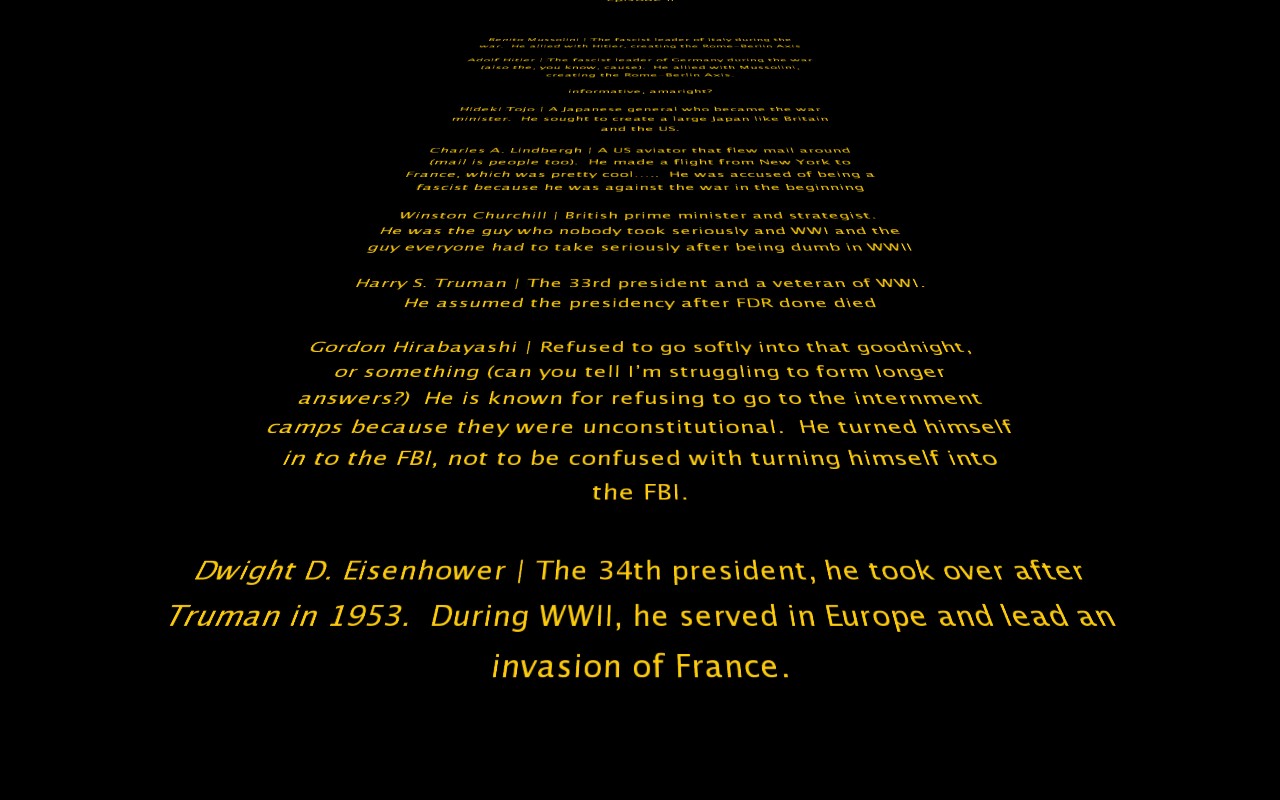 Episode II
Benito Mussolini | The fascist leader of Italy during the
war.  He allied with Hitler, creating the Rome-Berlin Axis
Adolf Hitler | The fascist leader of Germany during the war
(also the, you know, cause).  He allied with Mussolini,
creating the Rome-Berlin Axis.
informative, amaright?
Hideki Tojo | A Japanese general who became the war
minister.  He sought to create a large Japan like Britain
and the US.
Charles A. Lindbergh | A US aviator that flew mail around
(mail is people too).  He made a flight from New York to
France, which was pretty cool.....  He was accused of being a
fascist because he was against the war in the beginning
Winston Churchill | British prime minister and strategist.
He was the guy who nobody took seriously and WWI and the
guy everyone had to take seriously after being dumb in WWII
Harry S. Truman | The 33rd president and a veteran of WWI.
He assumed the presidency after FDR done died
Gordon Hirabayashi | Refused to go softly into that goodnight,
or something (can you tell I'm struggling to form longer
answers?)  He is known for refusing to go to the internment
camps because they were unconstitutional.  He turned himself
in to the FBI, not to be confused with turning himself into
the FBI.
Dwight D. Eisenhower | The 34th president, he took over after
Truman in 1953.  During WWII, he served in Europe and lead an
invasion of France.